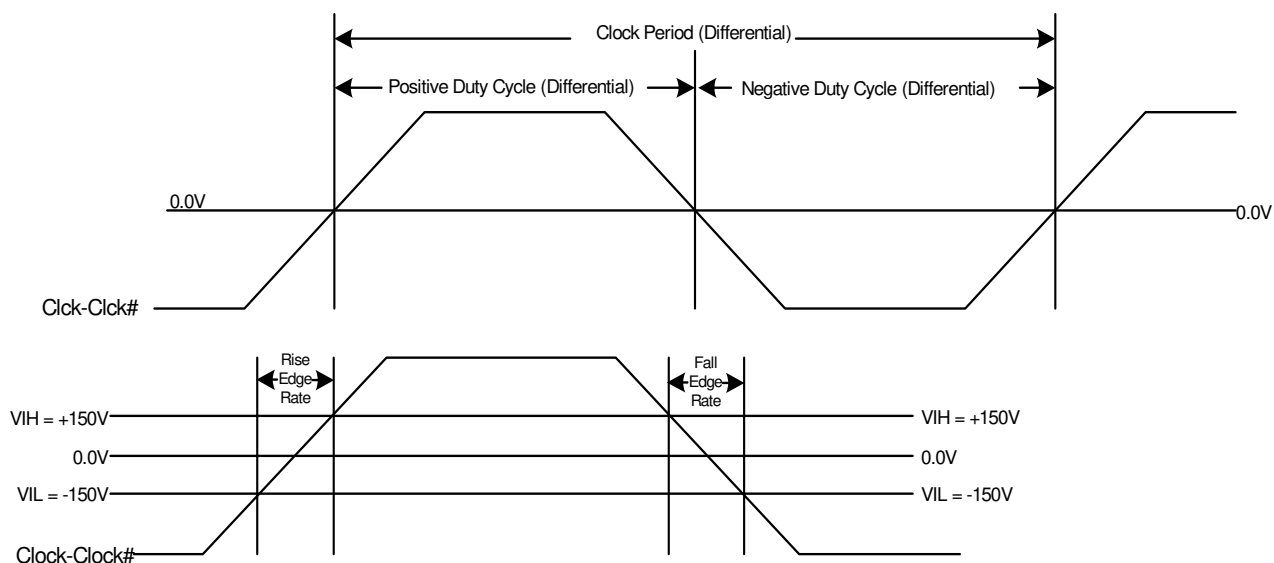 Clock Period (Differential)
Positive Duty Cycle (Differential)
Negative Duty Cycle (Differential)
0.0V
0.0V
Clck-Clck#
Rise
Edge
Rate
Fall
Edge
Rate
VIH = +150V
VIH = +150V
0.0V
0.0V
VIL = -150V
VIL = -150V
Clock-Clock#